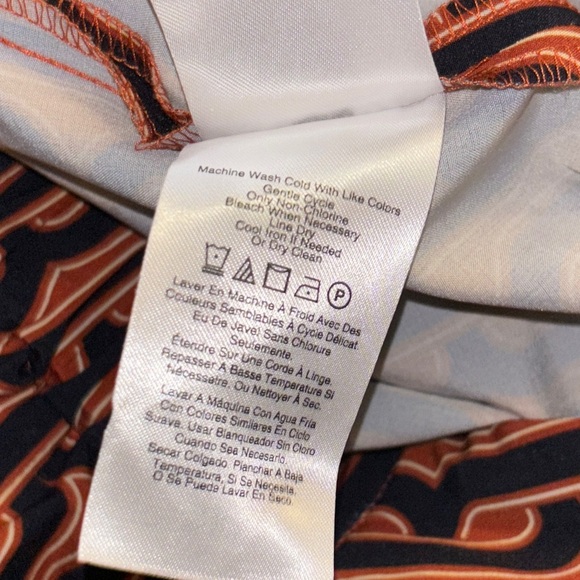 Machine Wash Cold With Like Colors
Gentle Cycle
Only Non-Chlorine
Bleach When Necessary
Line Dry
Cool Iron If Needed
Or Dry Clean
P
Laver En Machine À Froid Avec Des
Couleurs Samblables À Cycle Délicat.
Eu De Javel Sans Chlorure
Seulemente.
Étendre Sur Une Corde À Linge.
Repasser À Basse Temperature Si
Nécessaire, Ou Nettoyer À Sec.
Lavar A Máquina Con Agua Fria
Con Colores Similares En Ciclo
Surava. Usar Blanqueador Sin Cloro
Cuando Sea Necesario.
Secar Colgado. Planchar A Baja
Temperatura, Si Se Necesita.
O Se Pueda Lavar En Seco.